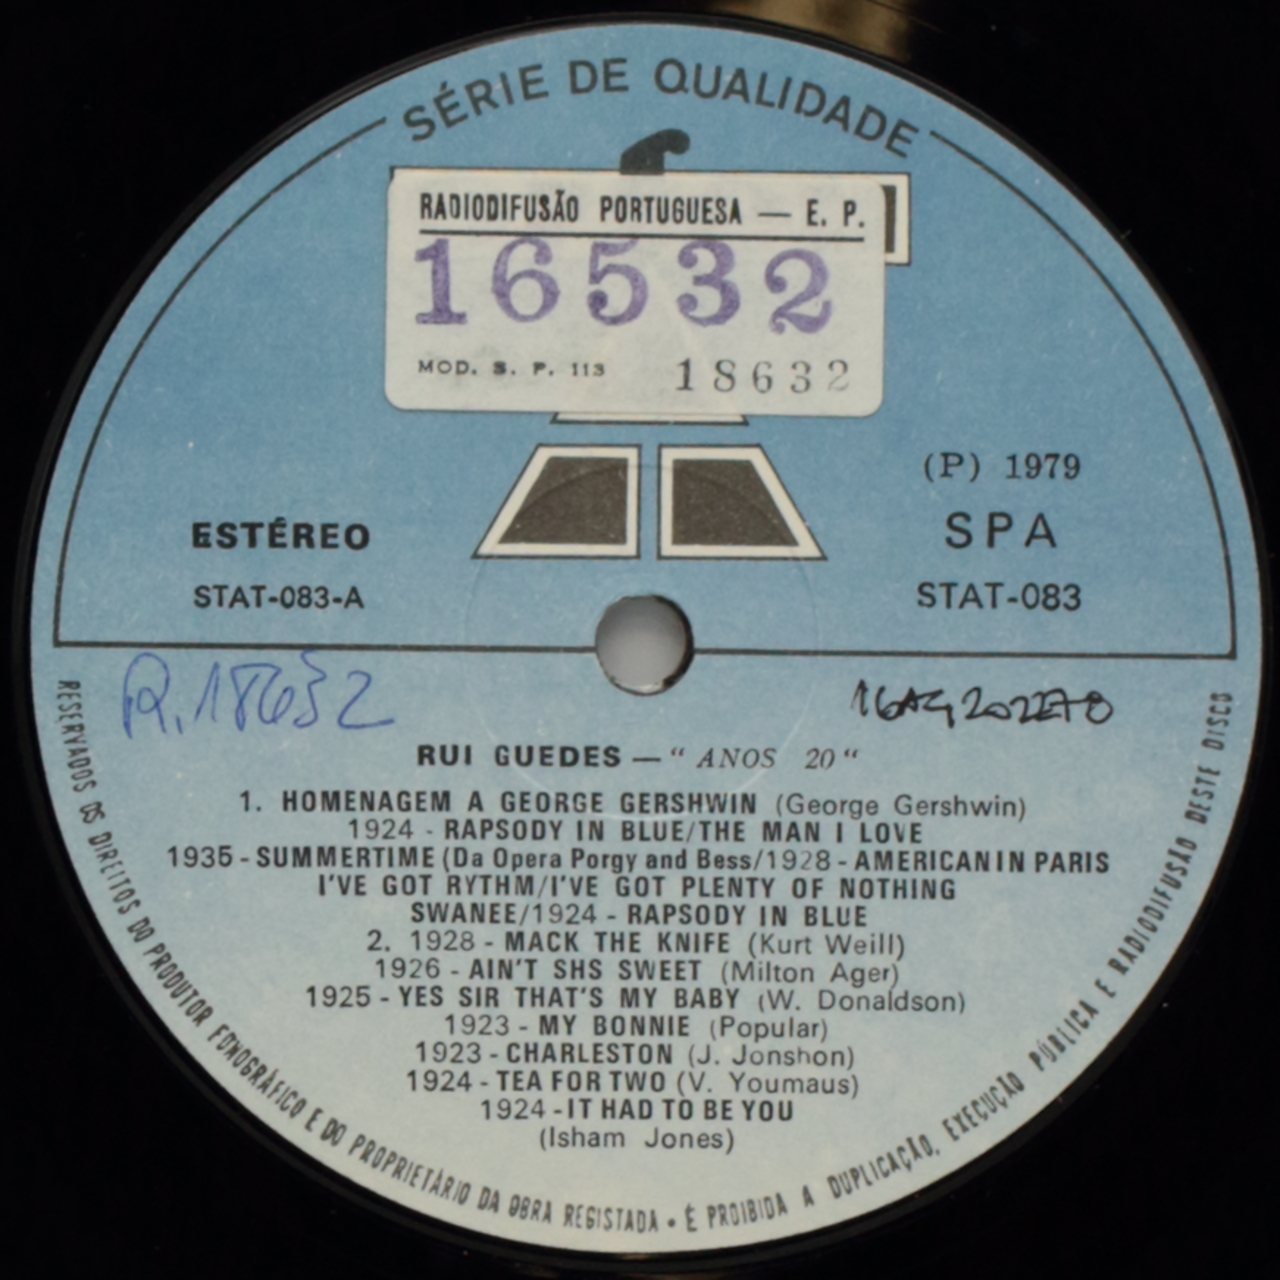 SÉRIE DE QUALIDADE
RADIODIFUSÃO PORTUGUESA — E. P.
16532
MOD. S. P. 113 18632
(P) 1979
ESTÉREO
SPA
STAT-083-A
STAT-083
R.18632
RUI GUEDES — " ANOS 20 "
1. HOMENAGEM A GEORGE GERSHWIN (George Gershwin)
1924 - RAPSODY IN BLUE/THE MAN I LOVE
1935 - SUMMERTIME (Da Opera Porgy and Bess/1928 - AMERICAN IN PARIS
I'VE GOT RYTHM/I'VE GOT PLENTY OF NOTHING
SWANEE/1924 - RAPSODY IN BLUE
2. 1928 - MACK THE KNIFE (Kurt Weill)
1926 - AIN'T SHS SWEET (Milton Ager)
1925 - YES SIR THAT'S MY BABY (W. Donaldson)
1923 - MY BONNIE (Popular)
1923 - CHARLESTON (J. Jonshon)
1924 - TEA FOR TWO (V. Youmaus)
1924 - IT HAD TO BE YOU
(Isham Jones)
RESERVADOS OS DIREITOS DO PRODUTOR FONOGRÁFICO E DO PROPRIETÁRIO DA OBRA REGISTADA • É PROIBIDA A DUPLICAÇÃO, EXECUÇÃO PÚBLICA E RADIODIFUSÃO DESTE DISCO